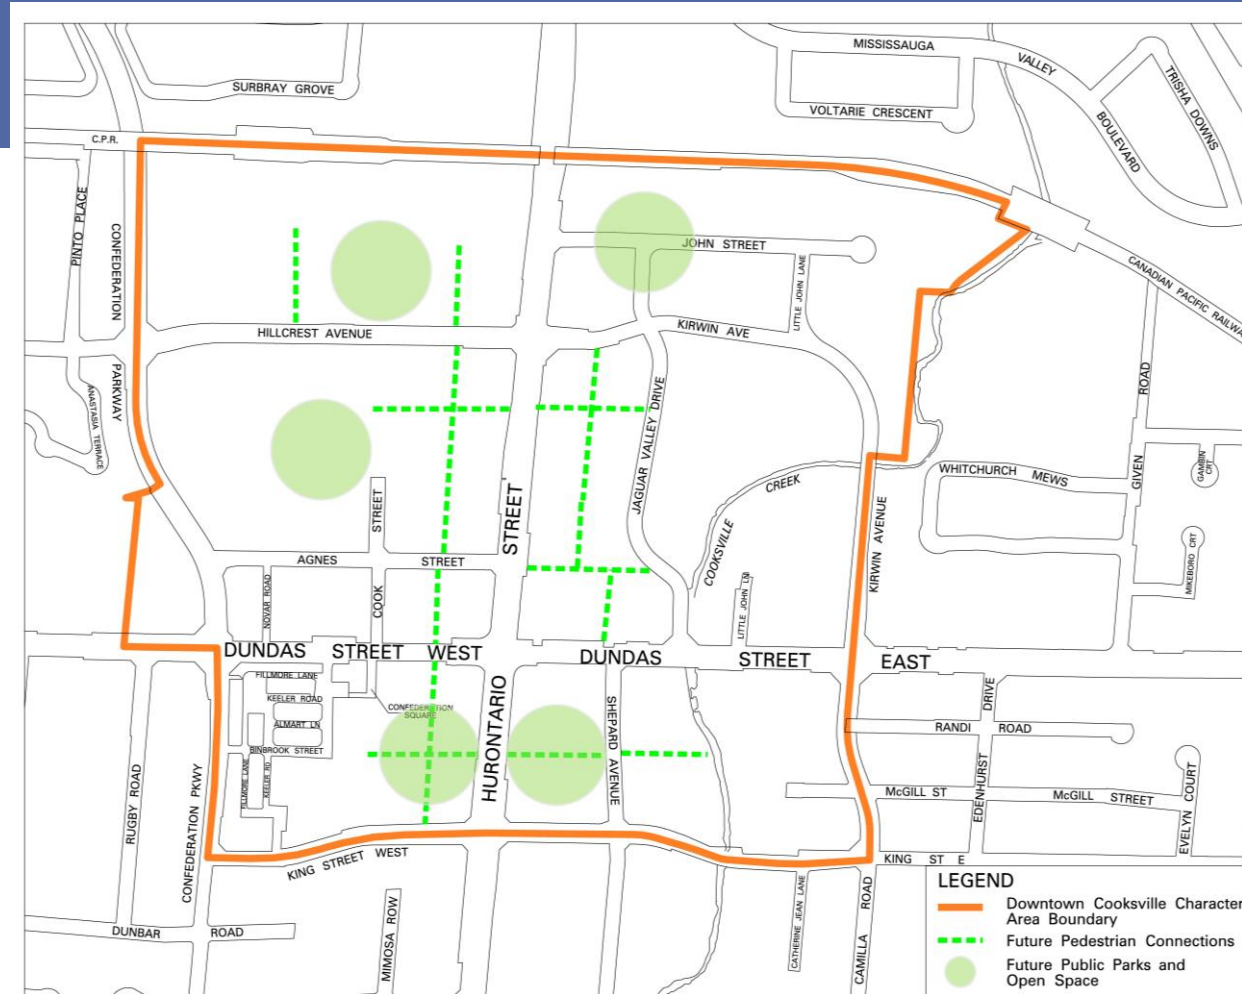 MISSISSAUGA
VALLEY
BOULEVARD
TRISHA DOWNS
SURBRAY GROVE
VOLTARIE CRESCENT
C.P.R.
PINTO PLACE
CONFEDERATION
PARKWAY
JOHN STREET
LITTLE JOHN LANE
CANADIAN PACIFIC RAILWA
HILLCREST AVENUE
KIRWIN AVE
ANASTASIA TERRACE
JAGUAR VALLEY DRIVE
ROAD
GIVEN
GAMBIN
CRT
WHITCHURCH MEWS
COOKSVILLE
CREEK
STREET
COOK
STREET
HURONTARIO
KIRWIN AVENUE
MIKEBORO CRT
AGNES
STREET
NOVAR ROAD
LITTLE JOHN LN
DUNDAS STREET WEST
DUNDAS STREET EAST
FILLMORE LANE
KEELER ROAD
ALMART LN
BINBROOK STREET
FILLMORE LANE
KEELER RD
CONFEDERATION
SQUARE
SHEPARD AVENUE
DRIVE
EDENHURST
RANDI ROAD
McGILL ST
McGILL STREET
EVELYN COURT
RUGBY ROAD
CONFEDERATION PKWY
KING STREET WEST
KING ST E
DUNBAR ROAD
MIMOSA ROW
CATHERINE JEAN LANE
CAMILLA ROAD
LEGEND
Downtown Cooksville Character
Area Boundary
Future Pedestrian Connections
Future Public Parks and
Open Space